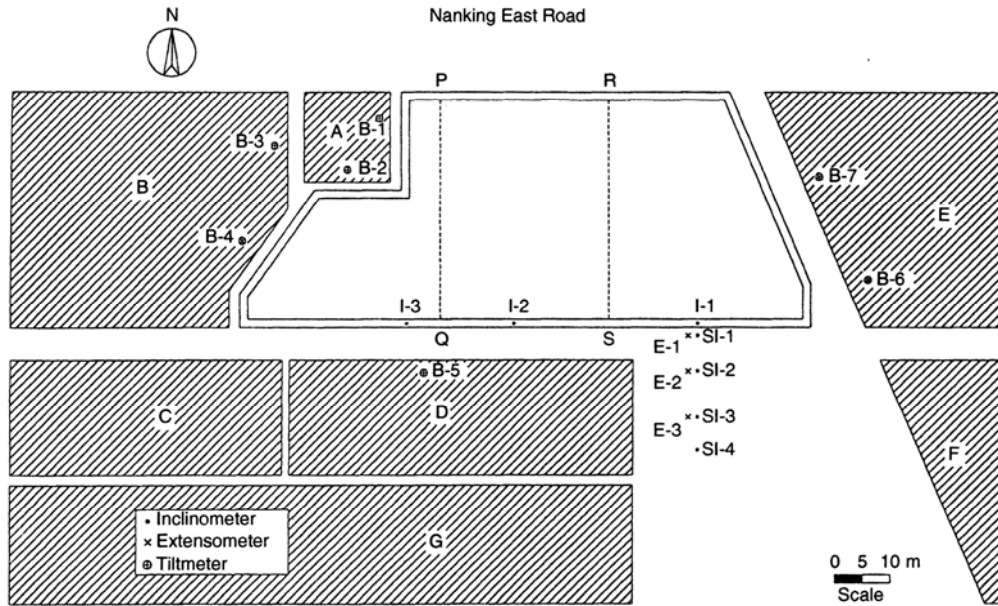 Nanking East Road
N
P
R
A
B-1
B-2
B-3
B
B-4
B-7
E
B-6
I-3
I-2
I-1
Q
S
E-1
SI-1
E-2
SI-2
E-3
SI-3
SI-4
B-5
C
D
F
G
Inclinometer
Extensometer
Tiltmeter
0 5 10 m
Scale